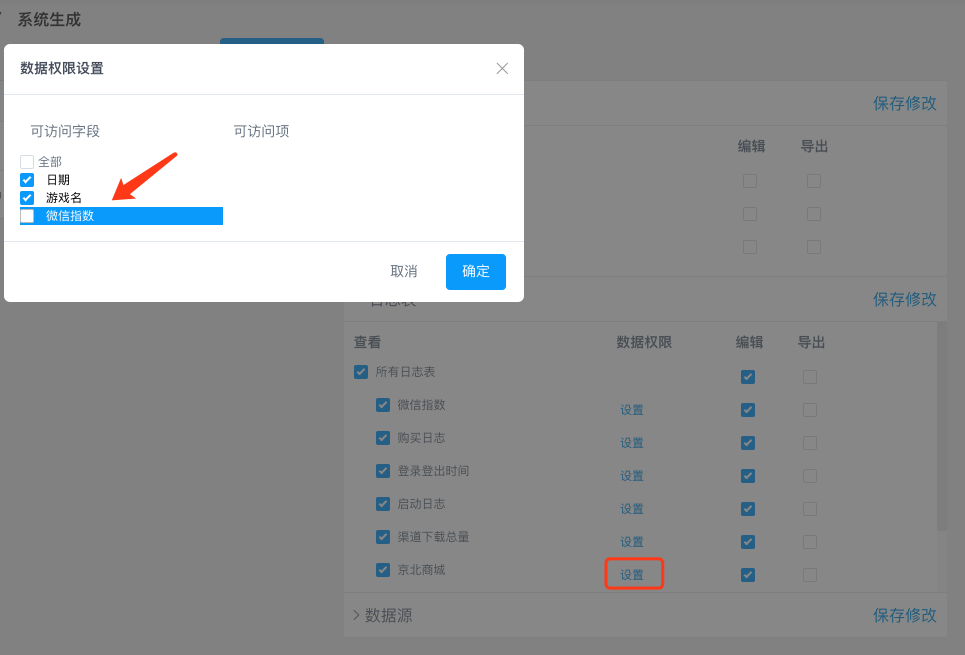 系统生成
数据权限设置
可访问字段 可访问项
全部
日期
游戏名
微信指数
取消 确定
保存修改
编辑 导出
保存修改
查看 数据权限 编辑 导出
所有日志表
微信指数 设置
购买日志 设置
登录登出时间 设置
启动日志 设置
渠道下载总量 设置
京北商城 设置
数据源 保存修改